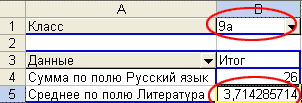 A B
1 Класс 9а
2
3 Данные Итог
4 Сумма по полю Русский язык 26
5 Среднее по полю Литература 3,714285714